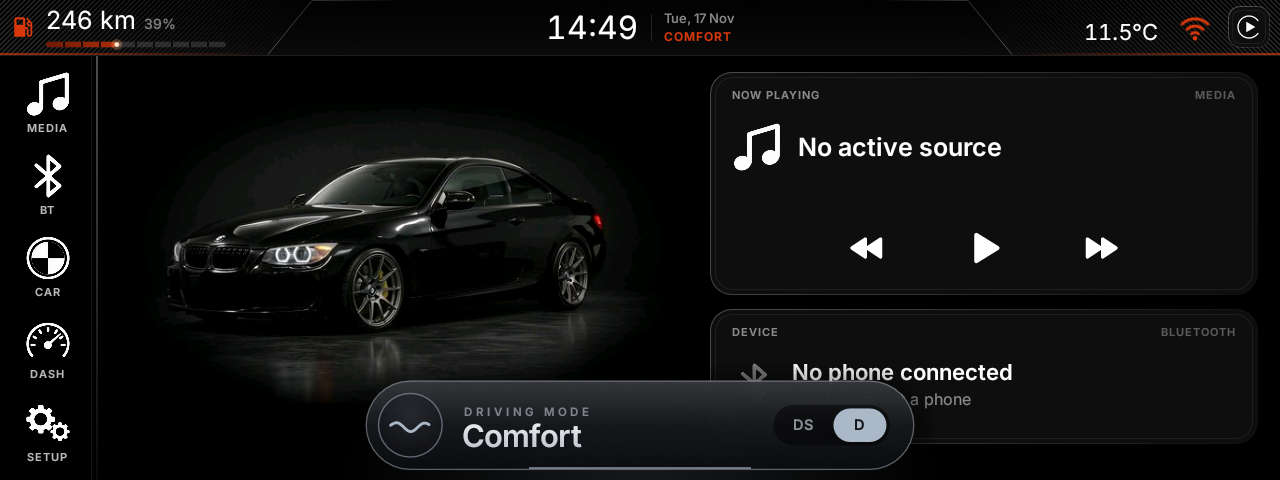 246 km 39%
14:49
Tue, 17 Nov
COMFORT
11.5°C
MEDIA
BT
CAR
DASH
SETUP
NOW PLAYING MEDIA
No active source
DEVICE BLUETOOTH
No phone connected
a phone
DRIVING MODE
Comfort
DS D